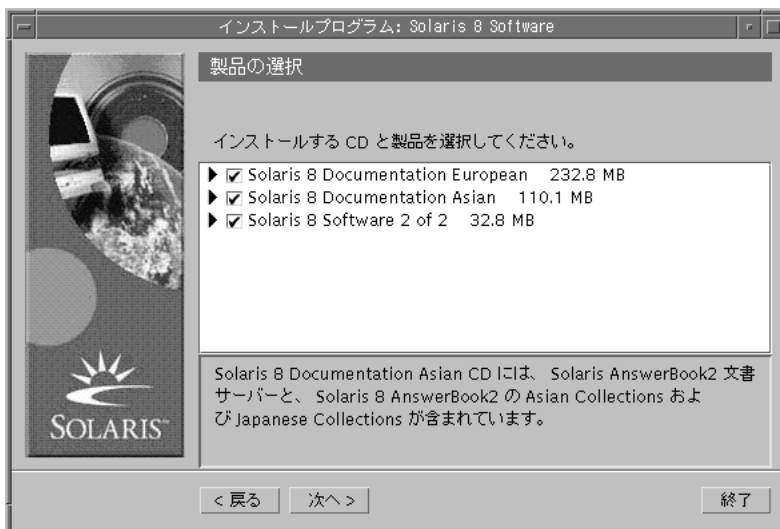 インストールプログラム: Solaris 8 Software
製品の選択
インストールする CD と製品を選択してください。
Solaris 8 Documentation European 232.8 MB
Solaris 8 Documentation Asian 110.1 MB
Solaris 8 Software 2 of 2 32.8 MB
Solaris 8 Documentation Asian CD には、 Solaris AnswerBook2 文書
サーバーと、 Solaris 8 AnswerBook2 の Asian Collections およ
び Japanese Collections が含まれています。
SOLARIS™
< 戻る
次へ >
終了